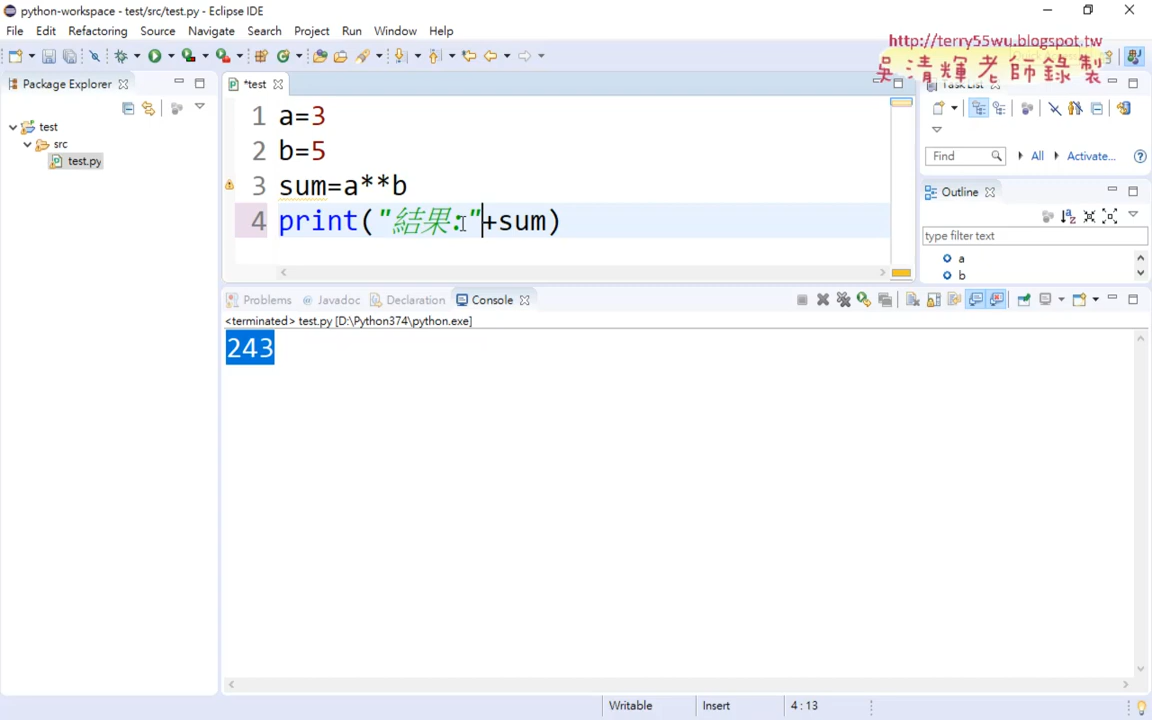 python-workspace - test/src/test.py - Eclipse IDE
File Edit Refactoring Source Refactoring Navigate Search Project Run Window Help
http://terry55wu.blogspot.tw
吳清輝老師錄製
Package Explorer
*test
test
src
test.py
1 a=3
2 b=5
3 sum=a**b
4 print("結果:"+sum)
Find All Activate...
Outline
type filter text
a
b
Problems Javadoc Declaration Console
<terminated> test.py [D:\Python374\python.exe]
243
Writable Insert 4 : 13